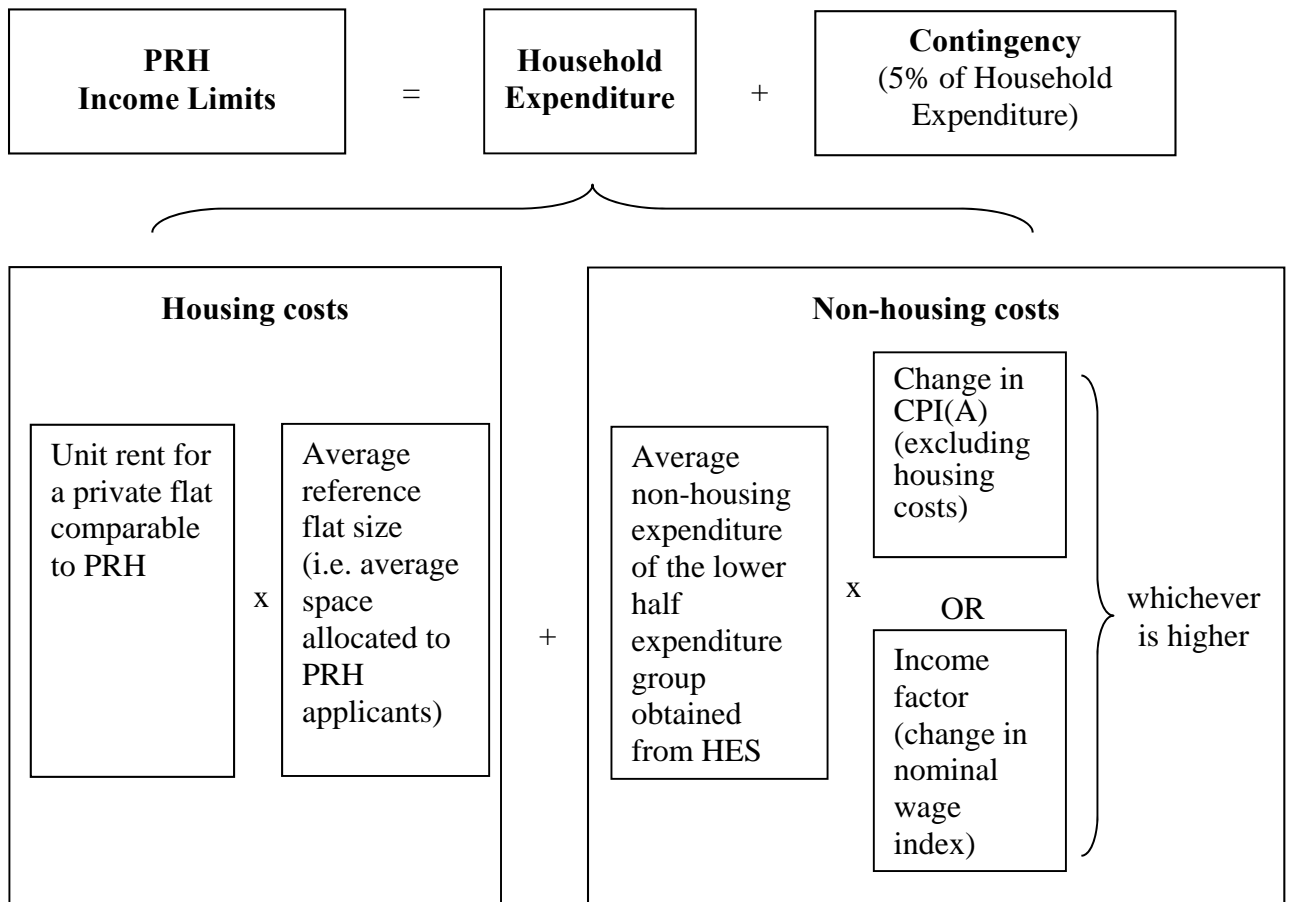 PRH
Income Limits
=
Household
Expenditure
+
Contingency
(5% of Household
Expenditure)
Housing costs
Unit rent for
a private flat
comparable
to PRH
x
Average
reference
flat size
(i.e. average
space
allocated to
PRH
applicants)
+
Non-housing costs
Average
non-housing
expenditure
of the lower
half
expenditure
group
obtained
from HES
x
Change in
CPI(A)
(excluding
housing
costs)
OR
Income
factor
(change in
nominal
wage
index)
whichever
is higher